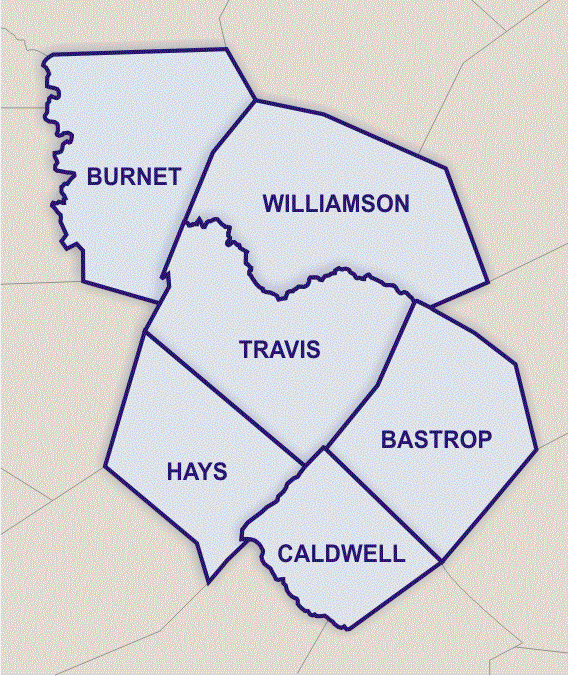 BURNET
WILLIAMSON
TRAVIS
BASTROP
HAYS
CALDWELL